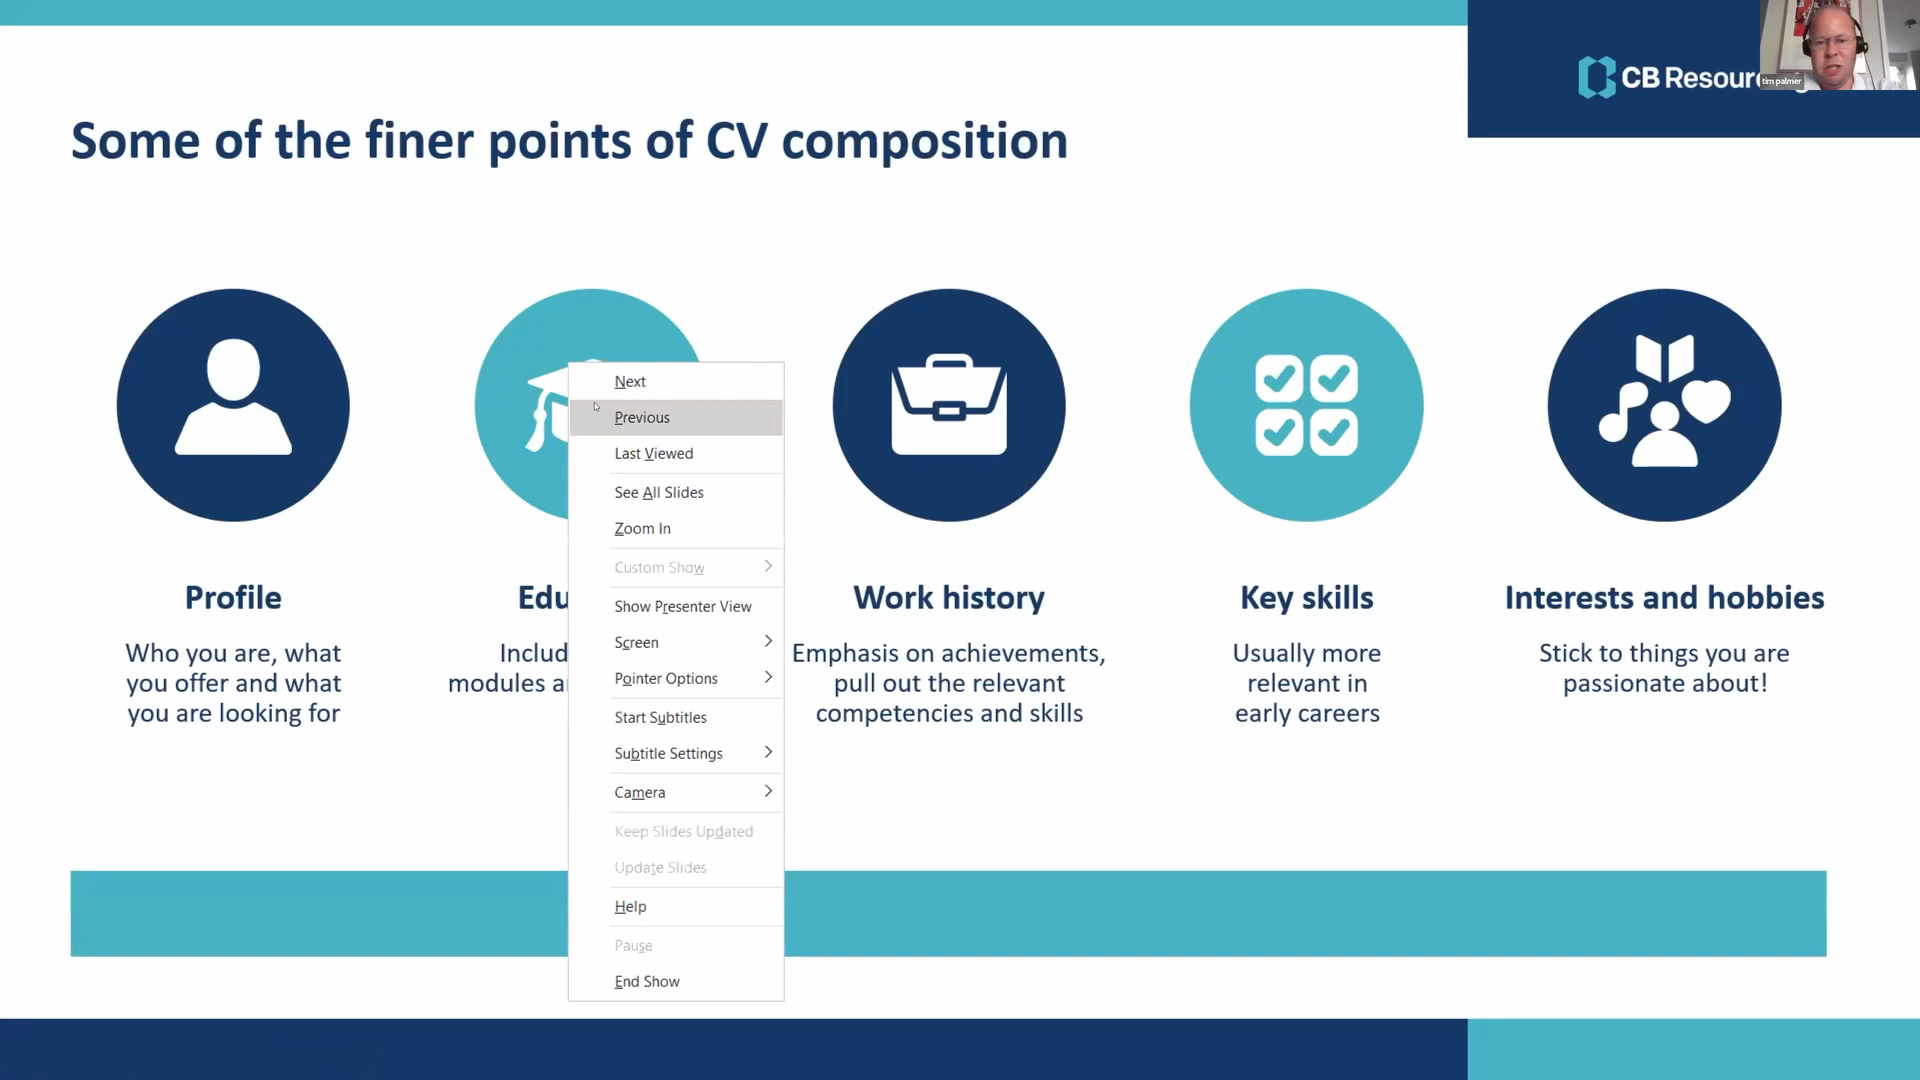 CB Resour
tim palmer
Some of the finer points of CV composition
Profile
Who you are, what
you offer and what
you are looking for
Edu
Includ
modules a
Next
Previous
Last Viewed
See All Slides
Zoom In
Custom Show
Show Presenter View
Screen
Pointer Options
Start Subtitles
Subtitle Settings
Camera
Keep Slides Updated
Update Slides
Help
Pause
End Show
Work history
Emphasis on achievements,
pull out the relevant
competencies and skills
Key skills
Usually more
relevant in
early careers
Interests and hobbies
Stick to things you are
passionate about!